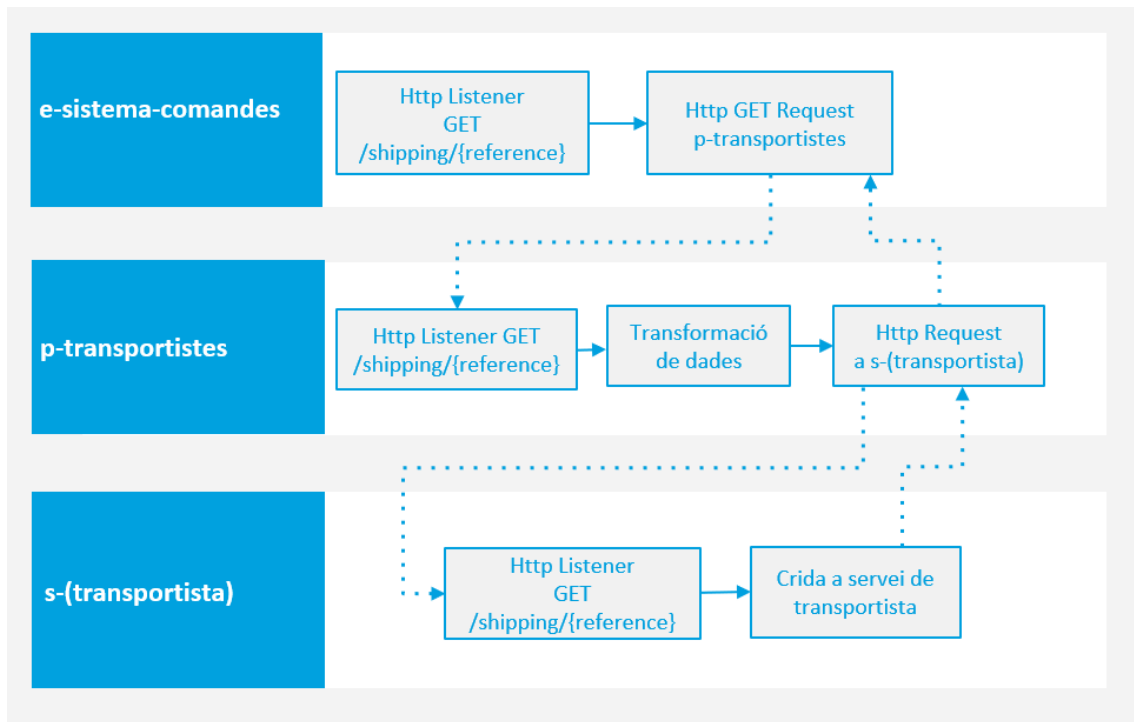 e-sistema-comandes
Http Listener
GET
/shipping/{reference}
Http GET Request
p-transportistes
p-transportistes
Http Listener GET
/shipping/{reference}
Transformació
de dades
Http Request
a s-(transportista)
s-(transportista)
Http Listener
GET
/shipping/{reference}
Crida a servei de
transportista